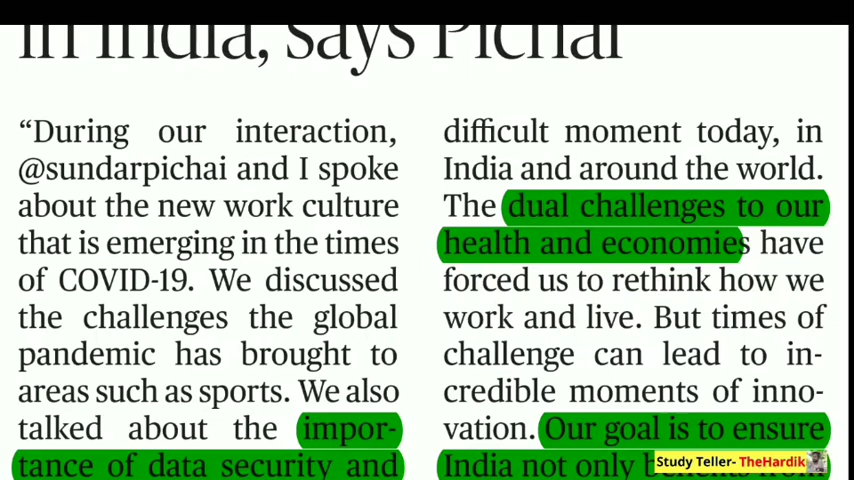 in India, says Pichai
“During our interaction,
@sundarpichai and I spoke
about the new work culture
that is emerging in the times
of COVID-19. We discussed
the challenges the global
pandemic has brought to
areas such as sports. We also
talked about the impor-
tance of data security and
difficult moment today, in
India and around the world.
The dual challenges to our
health and economies have
forced us to rethink how we
work and live. But times of
challenge can lead to in-
credible moments of inno-
vation. Our goal is to ensure
India not only benefits from
Study Teller- TheHardik